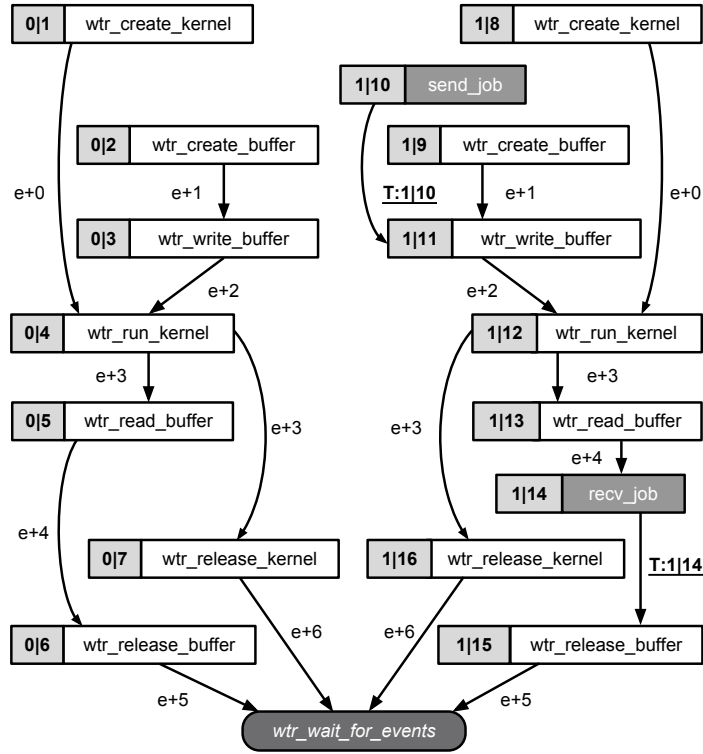 0|1 wtr_create_kernel
1|8 wtr_create_kernel
1|10 send_job
0|2 wtr_create_buffer
1|9 wtr_create_buffer
e+0
e+1
T:1|10
e+1
e+0
0|3 wtr_write_buffer
1|11 wtr_write_buffer
e+2
e+2
0|4 wtr_run_kernel
1|12 wtr_run_kernel
e+3
e+3
0|5 wtr_read_buffer
1|13 wtr_read_buffer
e+3
e+3
e+4
1|14 recv_job
e+4
0|7 wtr_release_kernel
1|16 wtr_release_kernel
T:1|14
e+6
e+6
0|6 wtr_release_buffer
1|15 wtr_release_buffer
e+5
e+5
wtr_wait_for_events